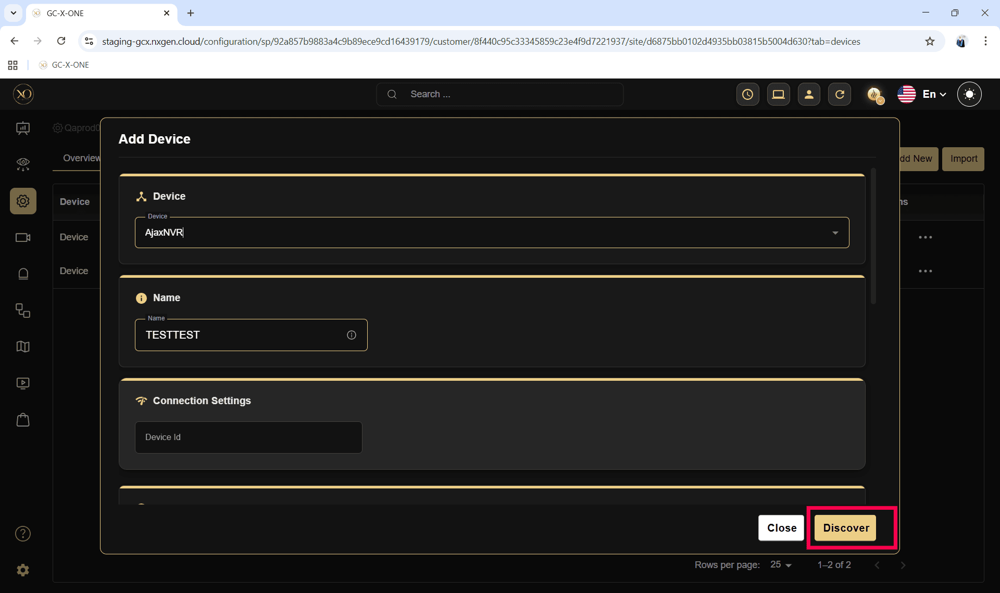 GC-X-ONE
staging-gcx.nxgen.cloud/configuration/sp/92a857b9883a4c9b89ece9cd16439179/customer/8f440c95c33345859c23e4f9d7221937/site/d6875bb0102d4935bb03815b5004d630?tab=devices
GC-X-ONE
XO
Search ...
En
Qaprod0
Add Device
Overview
dd New
Import
Device
Device
Device
AjaxNVR
Device
ns
Device
Device
Name
Name
TESTTEST
Connection Settings
Device Id
Close
Discover
Rows per page:
25
1–2 of 2